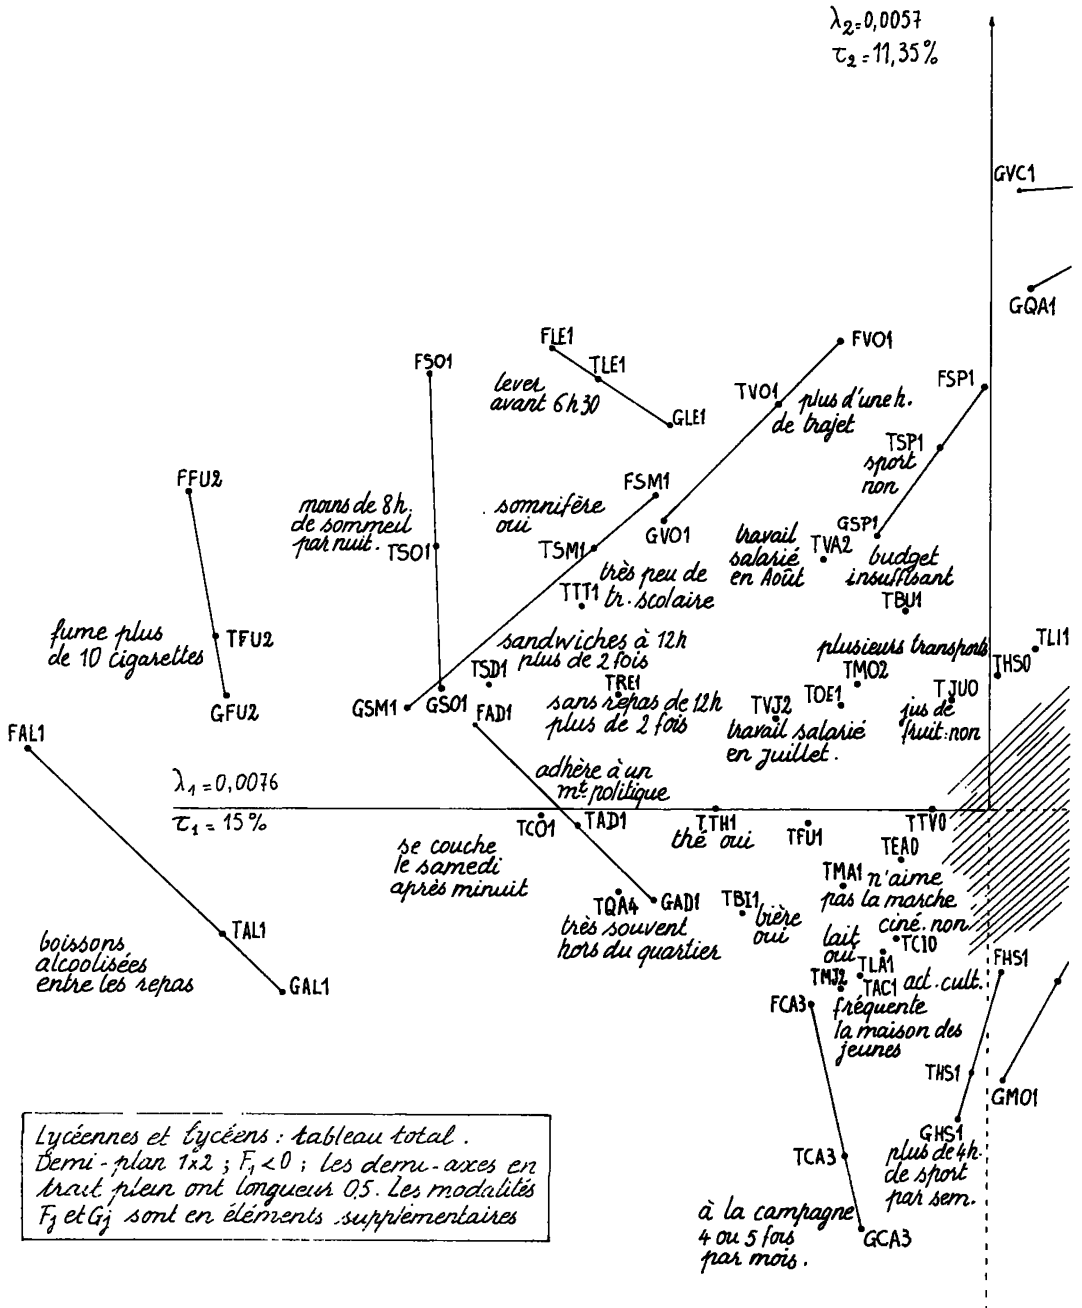 λ₂=0,0057
τ₂=11,35%
GVC1
GQA1
FLE1
FVO1
FSO1
TLE1
FSP1
lever
avant 6h30
TVO1
plus d'une h.
de trajet
GLE1
TSP1
sport
non
FFU2
FSM1
moins de 8h.
de sommeil
par nuit.
somnifère
oui
GVO1
GSP1
TSO1
TSM1
travail
salarié
en Août
TVA2
budget
insuffisant
TBU1
très peu de
tr. scolaire
TTT1
fume plus
de 10 cigarettes
TFU2
sandwiches à 12h
plus de 2 fois
TSD1
plusieurs transports
TMO2
TLI1
THS0
TRE1
sans repas de 12h
plus de 2 fois
TOE1
TJU0
jus de
fruit:non
GFU2
GSM1
GSO1
FAD1
TVJ2
travail salarié
en juillet.
FAL1
λ₁=0,0076
τ₁=15%
adhère à un
mᵗ politique
TCO1
TAD1
TTH1
thé oui
TFU1
TTV0
TEA0
se couche
le samedi
après minuit
TMA1
n'aime
pas la marche
TQA4
très souvent
hors du quartier
GAD1
TBI1
bière
oui
ciné. non
TCI0
TAL1
boissons
alcoolisées
entre les repas
GAL1
lait
oui
TLA1
TMJ2
TAC1
act. cult.
FHS1
FCA3
fréquente
la maison des
jeunes
THS1
GMO1
GHS1
plus de 4h.
de sport
par sem.
TCA3
à la campagne
4 ou 5 fois
par mois.
GCA3
Lycéennes et lycéens : tableau total.
Demi-plan 1x2 ; F₁<0 ; les demi-axes en
trait plein ont longueur 0,5. Les modalités
Fj et Gj sont en éléments supplémentaires